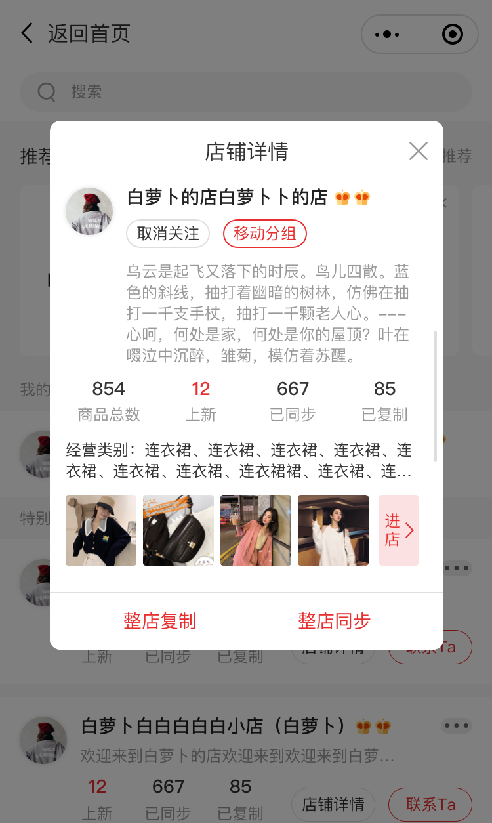 返回首页
搜索
店铺详情
推荐
推荐
白萝卜的店白萝卜卜的店
取消关注
移动分组
乌云是起飞又落下的时辰。鸟儿四散。蓝
色的斜线，抽打着幽暗的树林，仿佛在抽
打一千支手杖，抽打一千颗老人心。---
心呵，何处是家，何处是你的屋顶？叶在
啜泣中沉醉，雏菊，模仿着苏醒。
854 12 667 85
商品总数 上新 已同步 已复制
我的
经营类别：连衣裙、连衣裙、连衣裙、连衣裙、连
衣裙、连衣裙、连衣裙、连衣裙裙、连衣裙、连...
特别
进
店
整店复制 整店同步
上新 已同步 已复制 店铺详情 联系Ta
白萝卜白白白白白小店（白萝卜）
欢迎来到白萝卜的店欢迎来到欢迎来到白萝...
12 667 85
上新 已同步 已复制 店铺详情 联系Ta